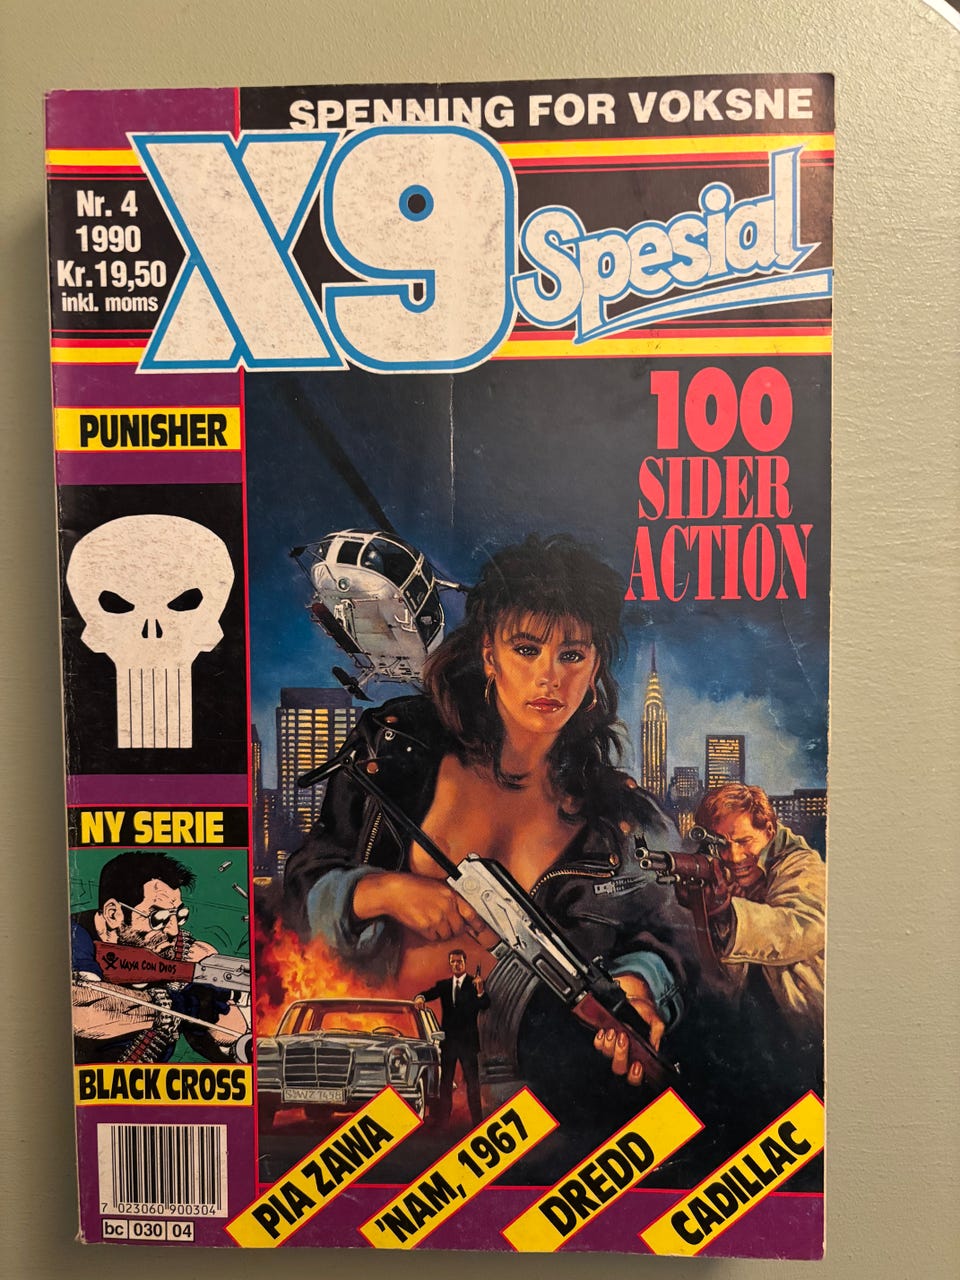 SPENNING FOR VOKSNE
X9 Spesial
Nr. 4
1990
Kr. 19,50
inkl. moms
PUNISHER
100
SIDER
ACTION
NY SERIE
VAYA CON DIOS
BLACK CROSS
PIA ZAWA
'NAM, 1967
DREDD
CADILLAC
7 023060 900304
bc 030 04